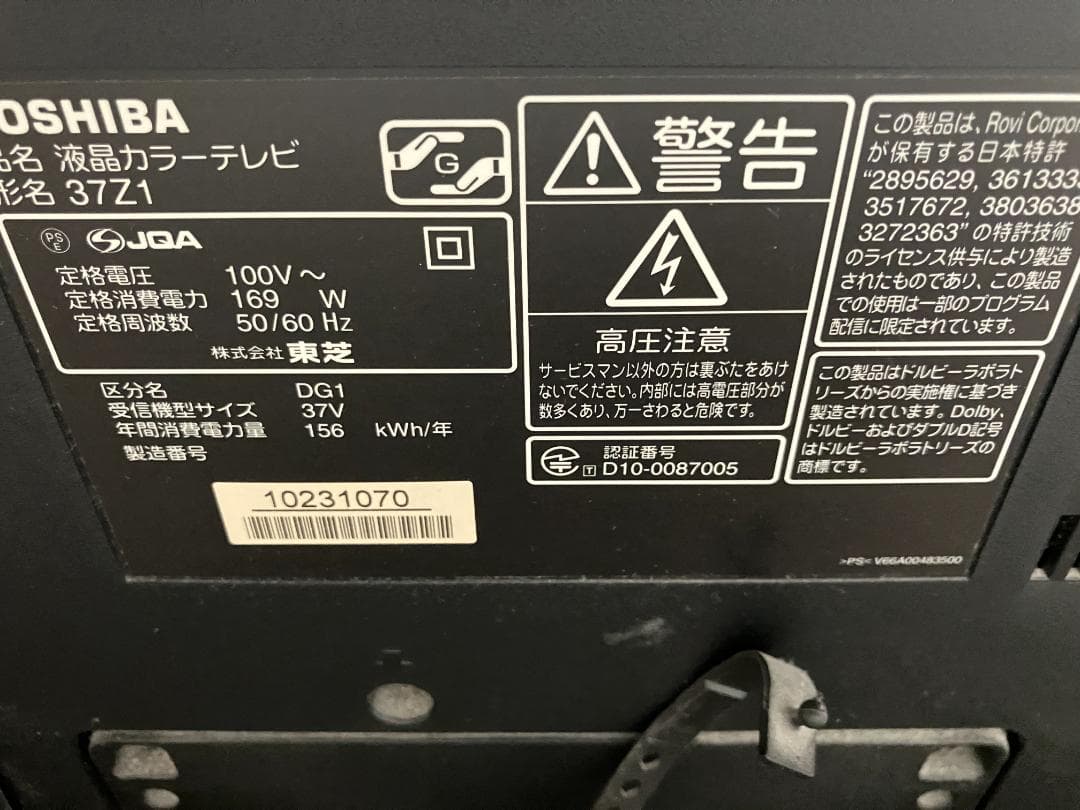 OSHIBA
品名 液晶カラーテレビ
形名 37Z1
G
PS
E
JQA
定格電圧 100V～
定格消費電力 169 W
定格周波数 50/60 Hz
株式会社 東芝
区分名 DG1
受信機型サイズ 37V
年間消費電力量 156 kWh/年
製造番号
10231070
警告
高圧注意
サービスマン以外の方は裏ぶたをあけ
ないでください。内部には高電圧部分が
数多くあり、万一さわると危険です。
認証番号
T D10-0087005
この製品は、Rovi Corpor
が保有する日本特許
"2895629, 361333
3517672, 3803638
3272363"の特許技術
のライセンス供与により製造
されたものであり、この製品
での使用は一部のプログラム
配信に限定されています。
この製品はドルビーラボラト
リーズからの実施権に基づき
製造されています。Dolby、
ドルビーおよびダブルD記号
はドルビーラボラトリーズの
商標です。
>PS< V66A00483500